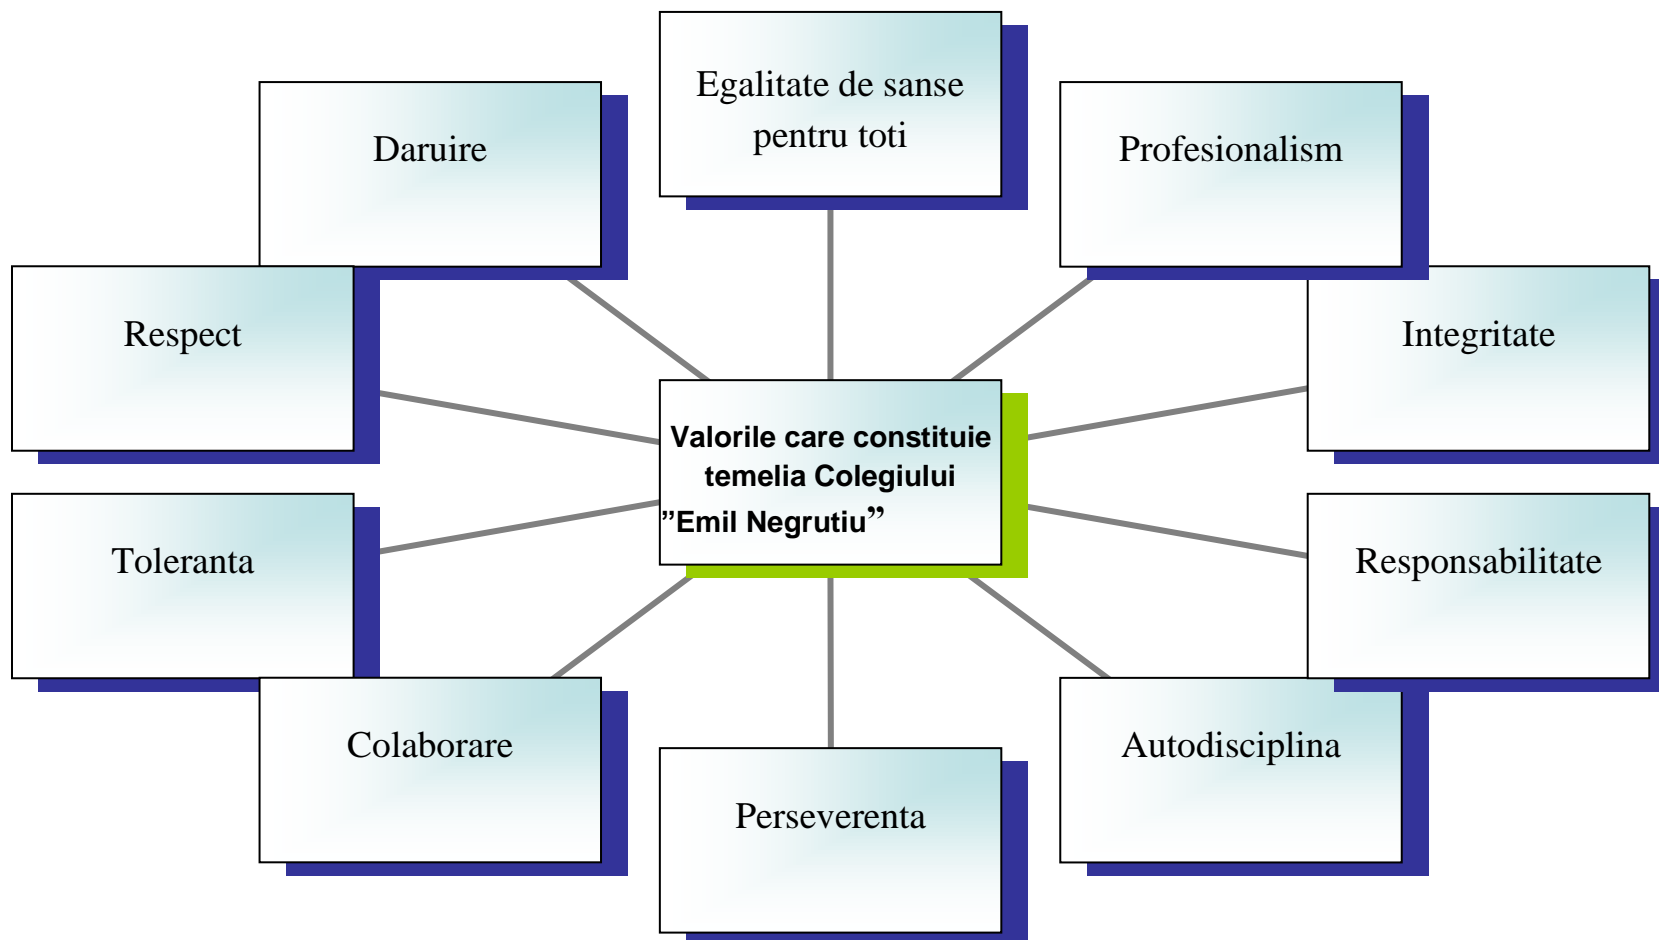 Egalitate de sanse
pentru toti
Daruire
Profesionalism
Respect
Integritate
Valorile care constituie
temelia Colegiului
”Emil Negrutiu”
Toleranta
Responsabilitate
Colaborare
Autodisciplina
Perseverenta